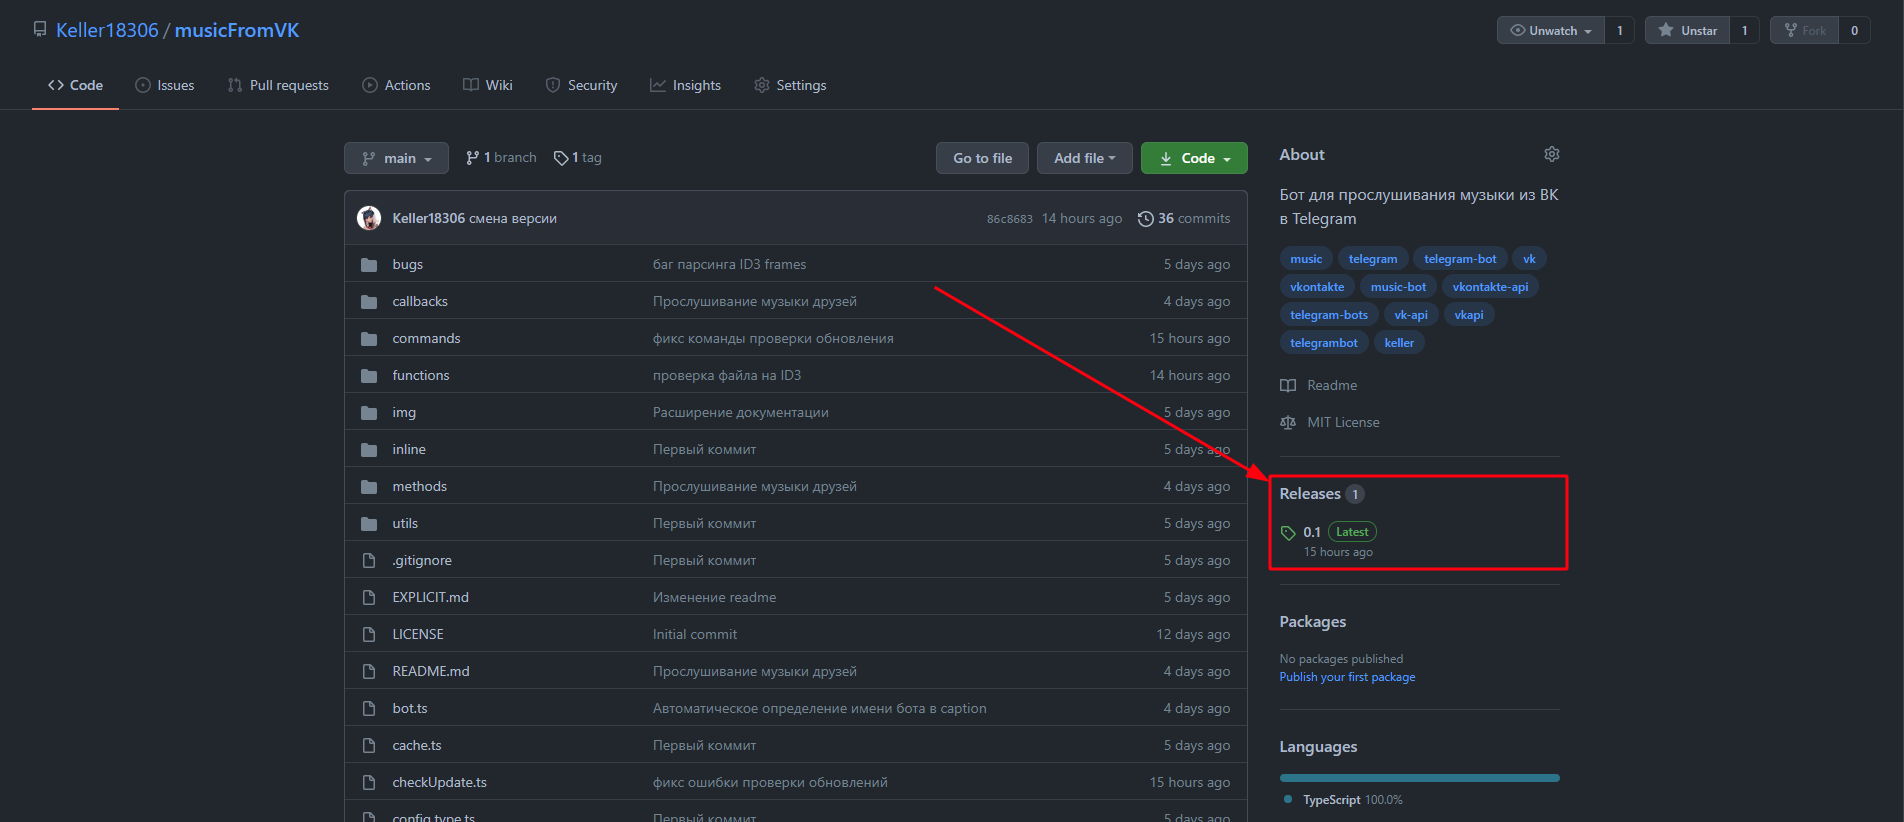 Keller18306 / musicFromVK
Unwatch 1 Unstar 1 Fork 0
Code Issues Pull requests Actions Wiki Security Insights Settings
main 1 branch 1 tag Go to file Add file Code
Keller18306 смена версии 86c8683 14 hours ago 36 commits
bugs баг парсинга ID3 frames 5 days ago
callbacks Прослушивание музыки друзей 4 days ago
commands фикс команды проверки обновления 15 hours ago
functions проверка файла на ID3 14 hours ago
img Расширение документации 5 days ago
inline Первый коммит 5 days ago
methods Прослушивание музыки друзей 4 days ago
utils Первый коммит 5 days ago
.gitignore Первый коммит 5 days ago
EXPLICIT.md Изменение readme 5 days ago
LICENSE Initial commit 12 days ago
README.md Прослушивание музыки друзей 4 days ago
bot.ts Автоматическое определение имени бота в caption 4 days ago
cache.ts Первый коммит 5 days ago
checkUpdate.ts фикс ошибки проверки обновлений 15 hours ago
config.type.ts Первый коммит 5 days ago
About
Бот для прослушивания музыки из ВК
в Telegram
music telegram telegram-bot vk
vkontakte music-bot vkontakte-api
telegram-bots vk-api vkapi
telegrambot keller
Readme
MIT License
Releases 1
0.1 Latest
15 hours ago
Packages
No packages published
Publish your first package
Languages
TypeScript 100.0%